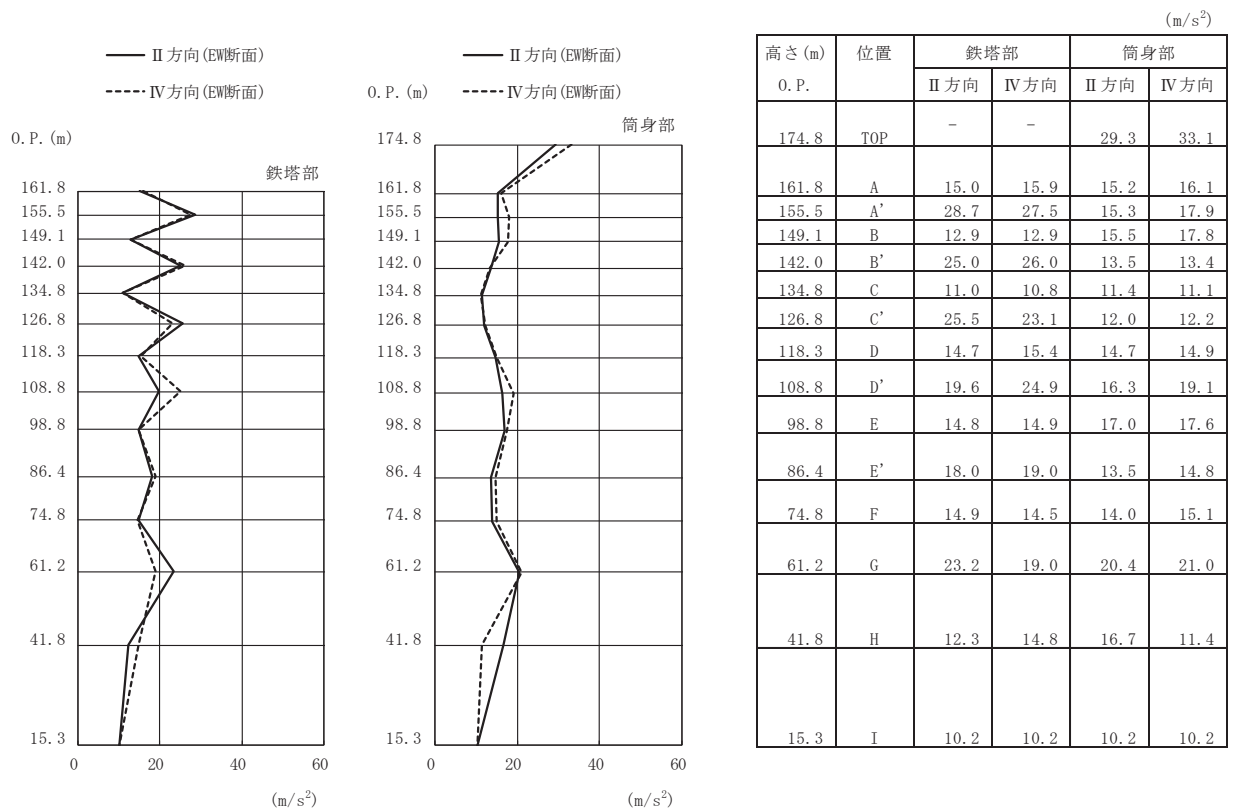 Ⅱ方向(EW断面)
Ⅳ方向(EW断面)
O.P.(m)
鉄塔部
161.8
155.5
149.1
142.0
134.8
126.8
118.3
108.8
98.8
86.4
74.8
61.2
41.8
15.3
0 20 40 60
(m/s²)
Ⅱ方向(EW断面)
Ⅳ方向(EW断面)
O.P.(m)
筒身部
174.8
161.8
155.5
149.1
142.0
134.8
126.8
118.3
108.8
98.8
86.4
74.8
61.2
41.8
15.3
0 20 40 60
(m/s²)
(m/s²)
高さ(m) 位置 鉄塔部 筒身部
O.P. Ⅱ方向 Ⅳ方向 Ⅱ方向 Ⅳ方向
174.8 TOP - - 29.3 33.1
161.8 A 15.0 15.9 15.2 16.1
155.5 A' 28.7 27.5 15.3 17.9
149.1 B 12.9 12.9 15.5 17.8
142.0 B' 25.0 26.0 13.5 13.4
134.8 C 11.0 10.8 11.4 11.1
126.8 C' 25.5 23.1 12.0 12.2
118.3 D 14.7 15.4 14.7 14.9
108.8 D' 19.6 24.9 16.3 19.1
98.8 E 14.8 14.9 17.0 17.6
86.4 E' 18.0 19.0 13.5 14.8
74.8 F 14.9 14.5 14.0 15.1
61.2 G 23.2 19.0 20.4 21.0
41.8 H 12.3 14.8 16.7 11.4
15.3 I 10.2 10.2 10.2 10.2